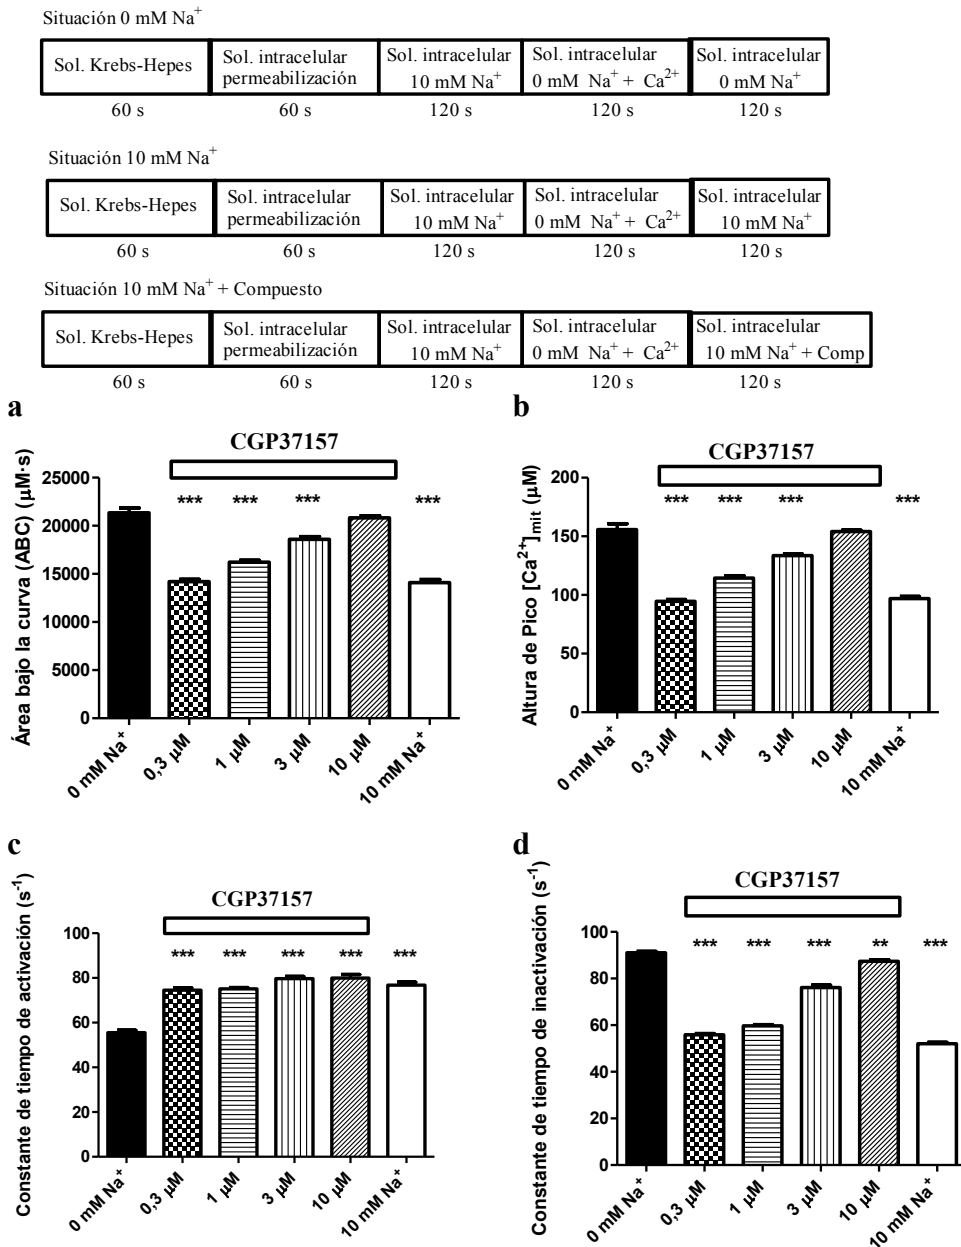 Situación 0 mM Na⁺
Sol. Krebs-Hepes
Sol. intracelular
permeabilización
Sol. intracelular
10 mM Na⁺
Sol. intracelular
0 mM Na⁺ + Ca²⁺
Sol. intracelular
0 mM Na⁺
60 s 60 s 120 s 120 s 120 s
Situación 10 mM Na⁺
Sol. Krebs-Hepes
Sol. intracelular
permeabilización
Sol. intracelular
10 mM Na⁺
Sol. intracelular
0 mM Na⁺ + Ca²⁺
Sol. intracelular
10 mM Na⁺
60 s 60 s 120 s 120 s 120 s
Situación 10 mM Na⁺ + Compuesto
Sol. Krebs-Hepes
Sol. intracelular
permeabilización
Sol. intracelular
10 mM Na⁺
Sol. intracelular
0 mM Na⁺ + Ca²⁺
Sol. intracelular
10 mM Na⁺ + Comp
60 s 60 s 120 s 120 s 120 s
a
CGP37157
Área bajo la curva (ABC) (µM·s)
25000
20000
15000
10000
5000
0
*** *** *** ***
0 mM Na⁺ 0,3 µM 1 µM 3 µM 10 µM 10 mM Na⁺
b
CGP37157
Altura de Pico [Ca²⁺]mit (µM)
200
150
100
50
0
*** *** *** ***
0 mM Na⁺ 0,3 µM 1 µM 3 µM 10 µM 10 mM Na⁺
c
CGP37157
Constante de tiempo de activación (s⁻¹)
100
80
60
40
20
0
*** *** *** *** ***
0 mM Na⁺ 0,3 µM 1 µM 3 µM 10 µM 10 mM Na⁺
d
CGP37157
Constante de tiempo de inactivación (s⁻¹)
100
80
60
40
20
0
*** *** *** ** ***
0 mM Na⁺ 0,3 µM 1 µM 3 µM 10 µM 10 mM Na⁺